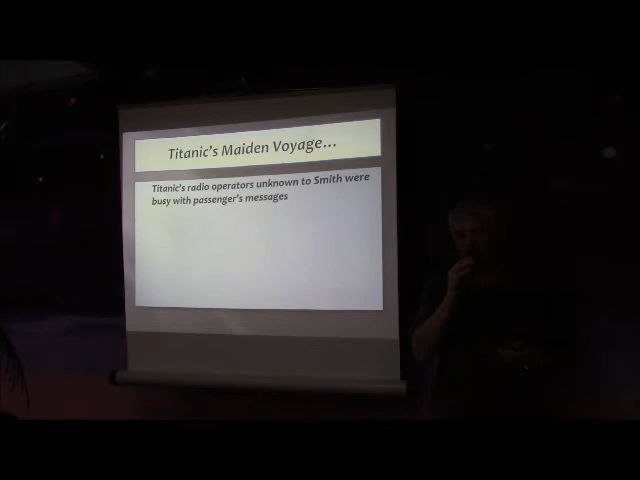 Titanic's Maiden Voyage...
Titanic's radio operators unknown to Smith were
busy with passenger's messages